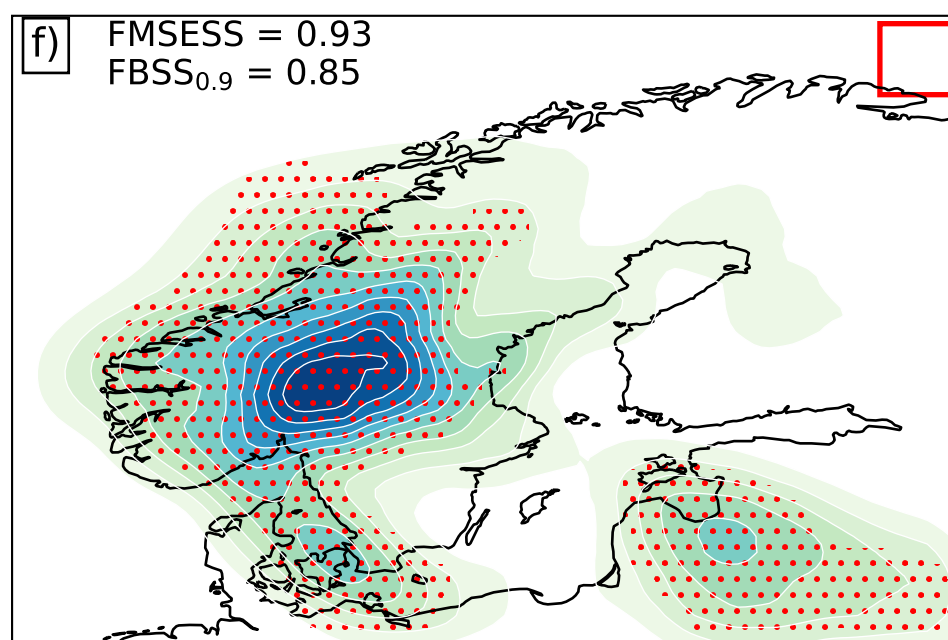 f)
FMSESS = 0.93
FBSS₀.₉ = 0.85